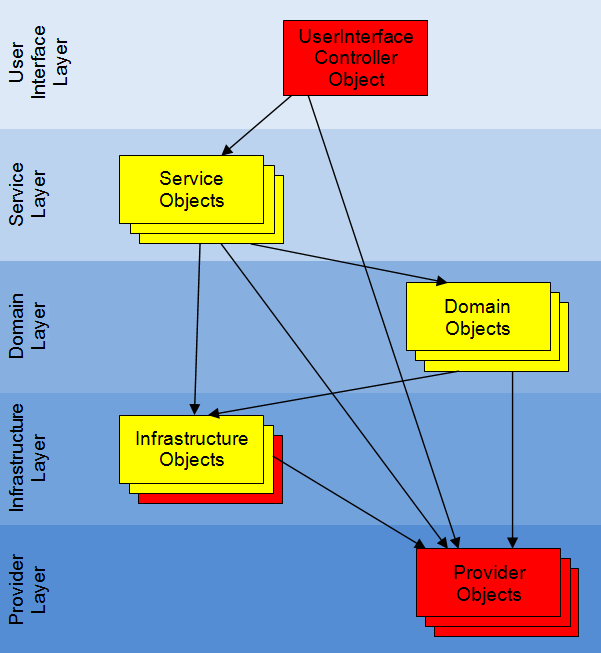 User
Interface
Layer
UserInterface
Controller
Object
Service
Layer
Service
Objects
Domain
Layer
Domain
Objects
Infrastructure
Layer
Infrastructure
Objects
Provider
Layer
Provider
Objects